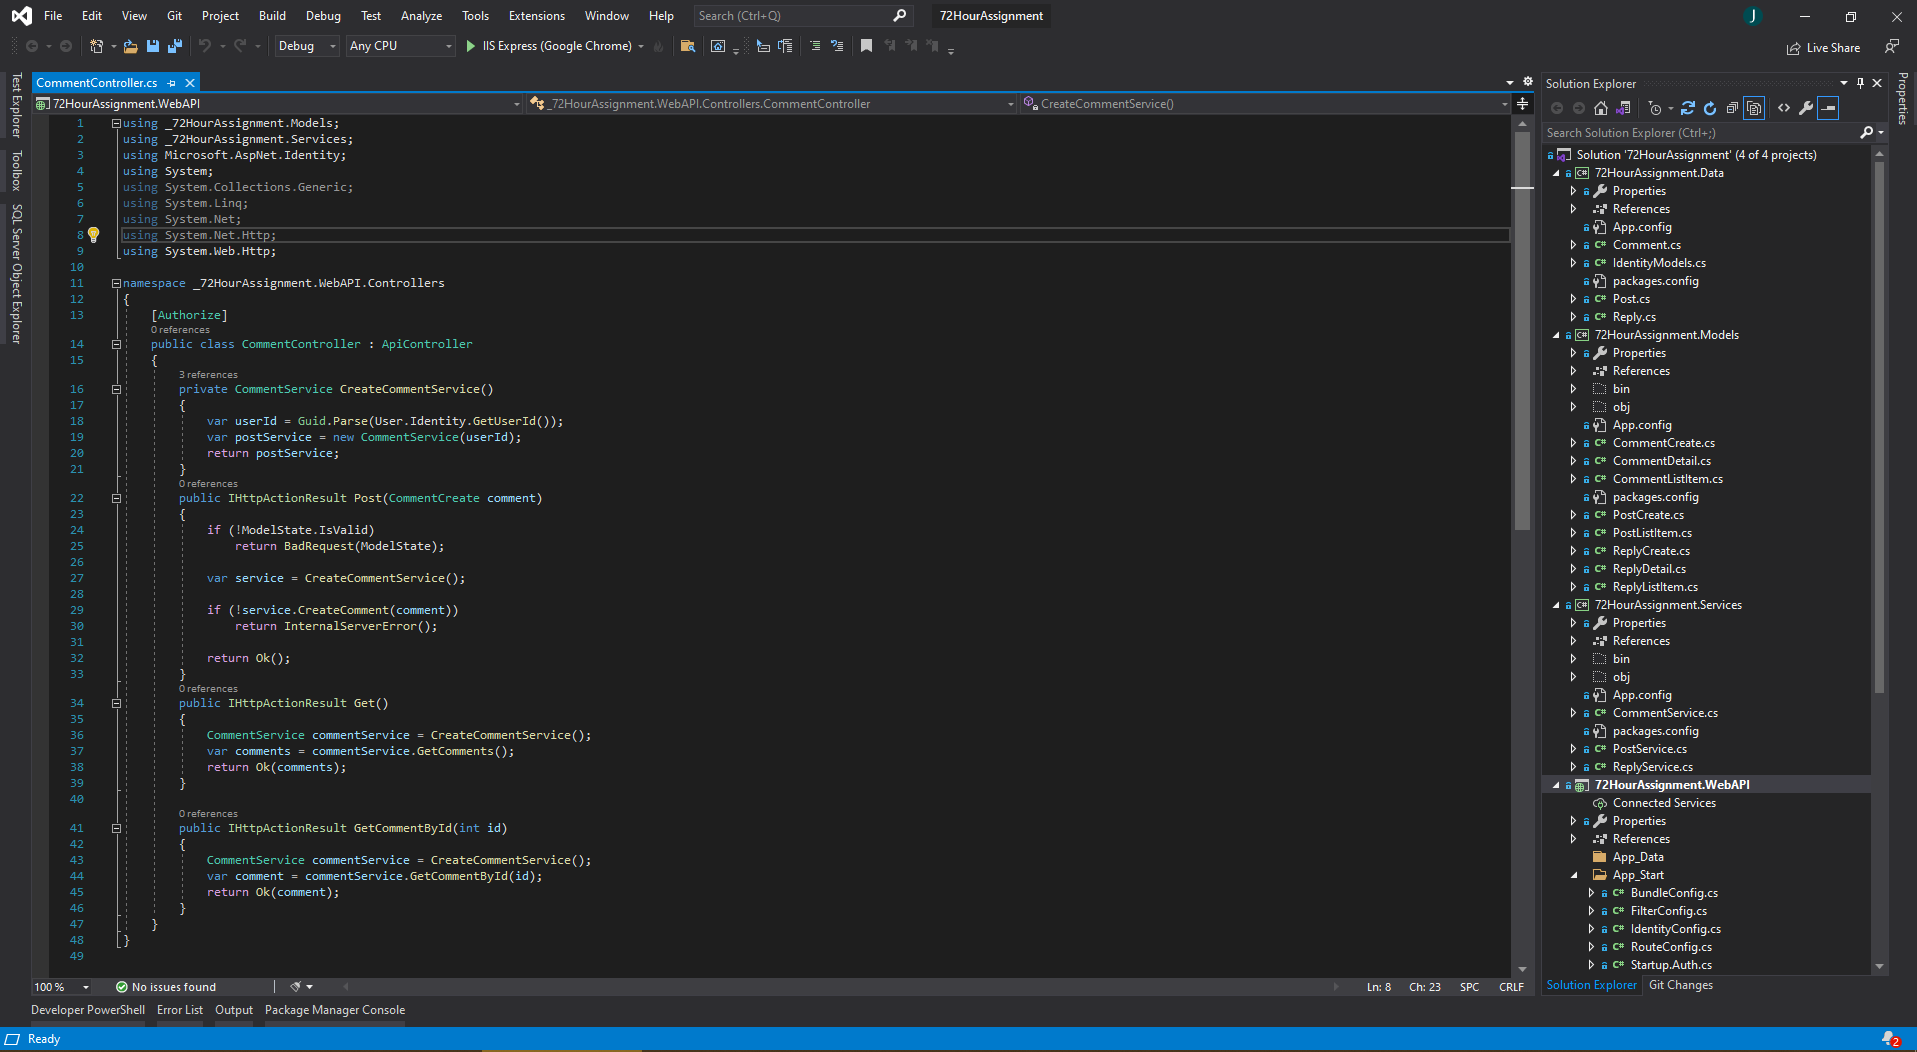 File Edit View Git Project Build Debug Test Analyze Tools Extensions Window Help Search (Ctrl+Q) 72HourAssignment J
Debug Any CPU IIS Express (Google Chrome) Live Share
Test Explorer
Toolbox
SQL Server Object Explorer
CommentController.cs
72HourAssignment.WebAPI _72HourAssignment.WebAPI.Controllers.CommentController CreateCommentService()
1 using _72HourAssignment.Models;
2 using _72HourAssignment.Services;
3 using Microsoft.AspNet.Identity;
4 using System;
5 using System.Collections.Generic;
6 using System.Linq;
7 using System.Net;
8 using System.Net.Http;
9 using System.Web.Http;
10
11 namespace _72HourAssignment.WebAPI.Controllers
12 {
13 [Authorize]
0 references
14 public class CommentController : ApiController
15 {
3 references
16 private CommentService CreateCommentService()
17 {
18 var userId = Guid.Parse(User.Identity.GetUserId());
19 var postService = new CommentService(userId);
20 return postService;
21 }
0 references
22 public IHttpActionResult Post(CommentCreate comment)
23 {
24 if (!ModelState.IsValid)
25 return BadRequest(ModelState);
26
27 var service = CreateCommentService();
28
29 if (!service.CreateComment(comment))
30 return InternalServerError();
31
32 return Ok();
33 }
0 references
34 public IHttpActionResult Get()
35 {
36 CommentService commentService = CreateCommentService();
37 var comments = commentService.GetComments();
38 return Ok(comments);
39 }
40
0 references
41 public IHttpActionResult GetCommentById(int id)
42 {
43 CommentService commentService = CreateCommentService();
44 var comment = commentService.GetCommentById(id);
45 return Ok(comment);
46 }
47 }
48 }
49
100 % No issues found Ln: 8 Ch: 23 SPC CRLF
Solution Explorer
Search Solution Explorer (Ctrl+;)
Solution '72HourAssignment' (4 of 4 projects)
72HourAssignment.Data
Properties
References
App.config
C# Comment.cs
C# IdentityModels.cs
packages.config
C# Post.cs
C# Reply.cs
72HourAssignment.Models
Properties
References
bin
obj
App.config
C# CommentCreate.cs
C# CommentDetail.cs
C# CommentListItem.cs
packages.config
C# PostCreate.cs
C# PostListItem.cs
C# ReplyCreate.cs
C# ReplyDetail.cs
C# ReplyListItem.cs
72HourAssignment.Services
Properties
References
bin
obj
App.config
C# CommentService.cs
packages.config
C# PostService.cs
C# ReplyService.cs
72HourAssignment.WebAPI
Connected Services
Properties
References
App_Data
App_Start
C# BundleConfig.cs
C# FilterConfig.cs
C# IdentityConfig.cs
C# RouteConfig.cs
C# Startup.Auth.cs
Solution Explorer Git Changes
Properties
Developer PowerShell Error List Output Package Manager Console
Ready 2